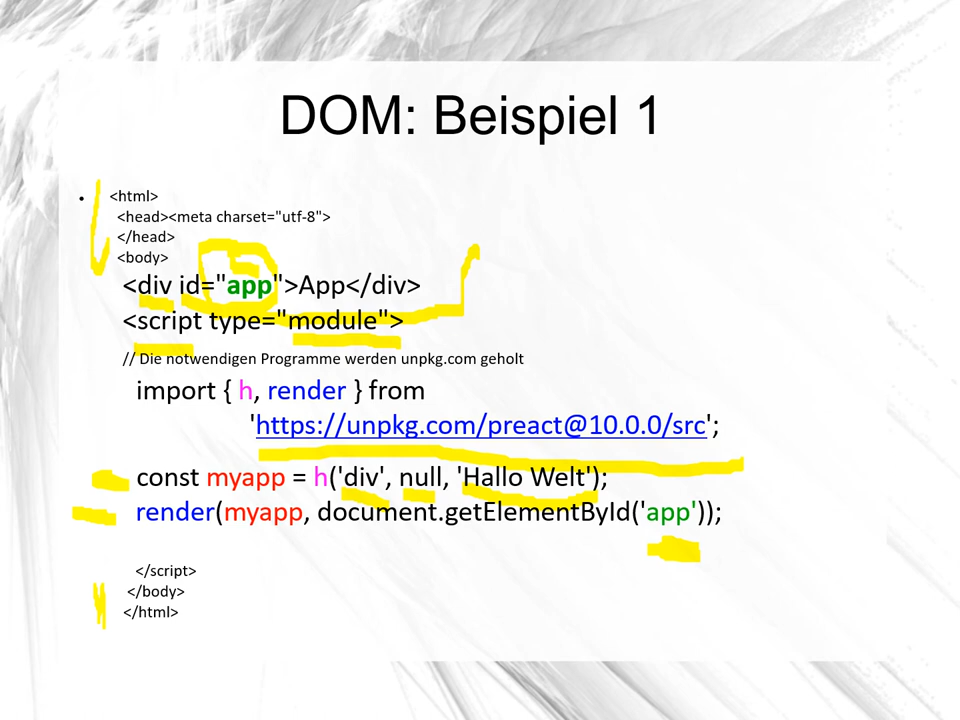 DOM: Beispiel 1
• <html>
<head><meta charset="utf-8">
</head>
<body>
<div id="app">App</div>
<script type="module">
// Die notwendigen Programme werden unpkg.com geholt
import { h, render } from
'https://unpkg.com/preact@10.0.0/src';
const myapp = h('div', null, 'Hallo Welt');
render(myapp, document.getElementById('app'));
</script>
</body>
</html>